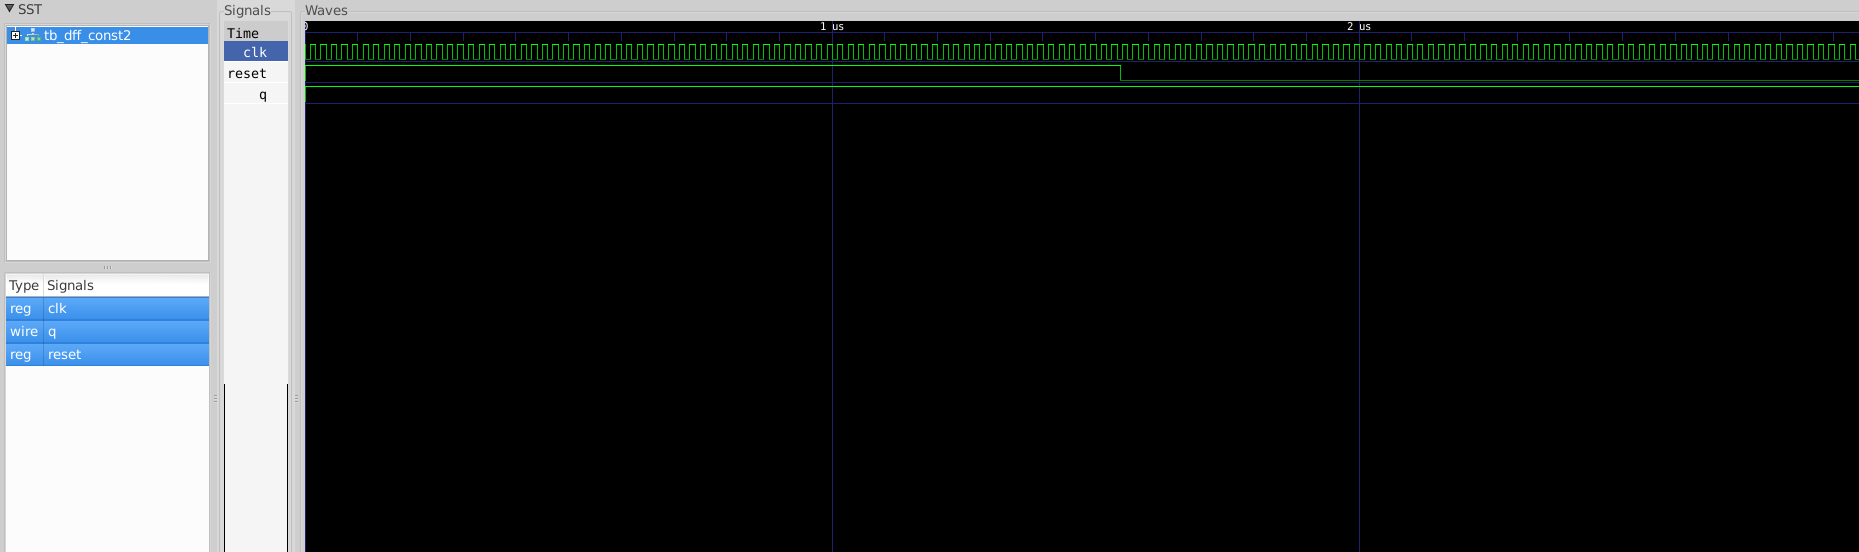 SST
tb_dff_const2
Type Signals
reg clk
wire q
reg reset
Signals
Time
clk
reset
q
Waves
0 1 us 2 us